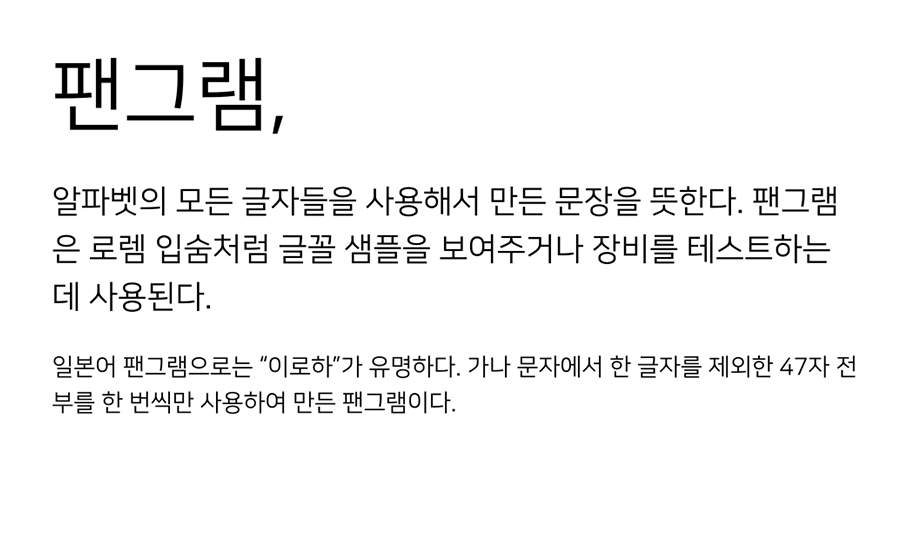 팬그램,
알파벳의 모든 글자들을 사용해서 만든 문장을 뜻한다. 팬그램
은 로렘 입숨처럼 글꼴 샘플을 보여주거나 장비를 테스트하는
데 사용된다.
일본어 팬그램으로는 “이로하”가 유명하다. 가나 문자에서 한 글자를 제외한 47자 전
부를 한 번씩만 사용하여 만든 팬그램이다.